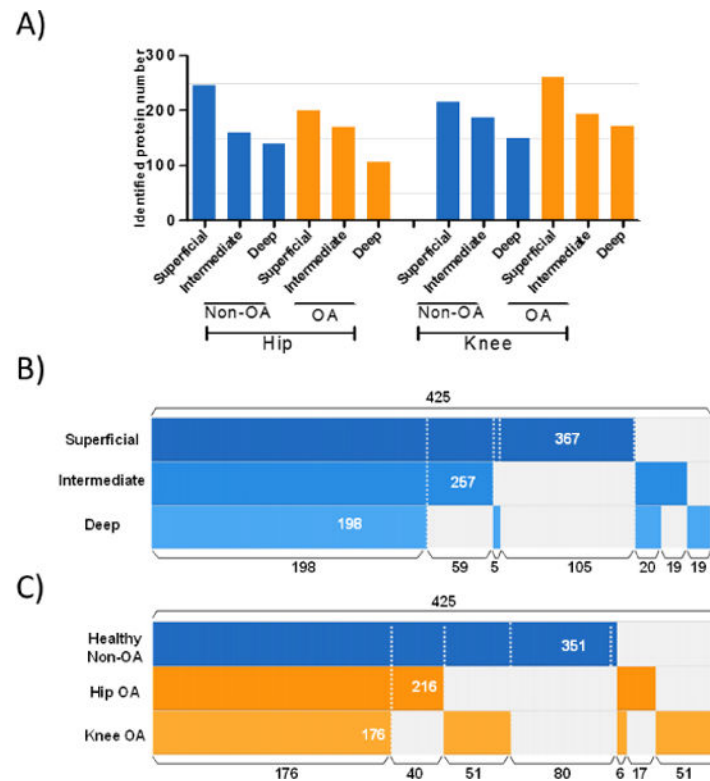 A)
Identified protein number
300
200
100
0
Superficial
Intermediate
Deep
Superficial
Intermediate
Deep
Superficial
Intermediate
Deep
Superficial
Intermediate
Deep
Non-OA
OA
Non-OA
OA
Hip
Knee
B)
425
Superficial
367
Intermediate
257
Deep
198
198
59
5
105
20
19
19
C)
425
Healthy
Non-OA
351
Hip OA
216
Knee OA
176
176
40
51
80
6
17
51